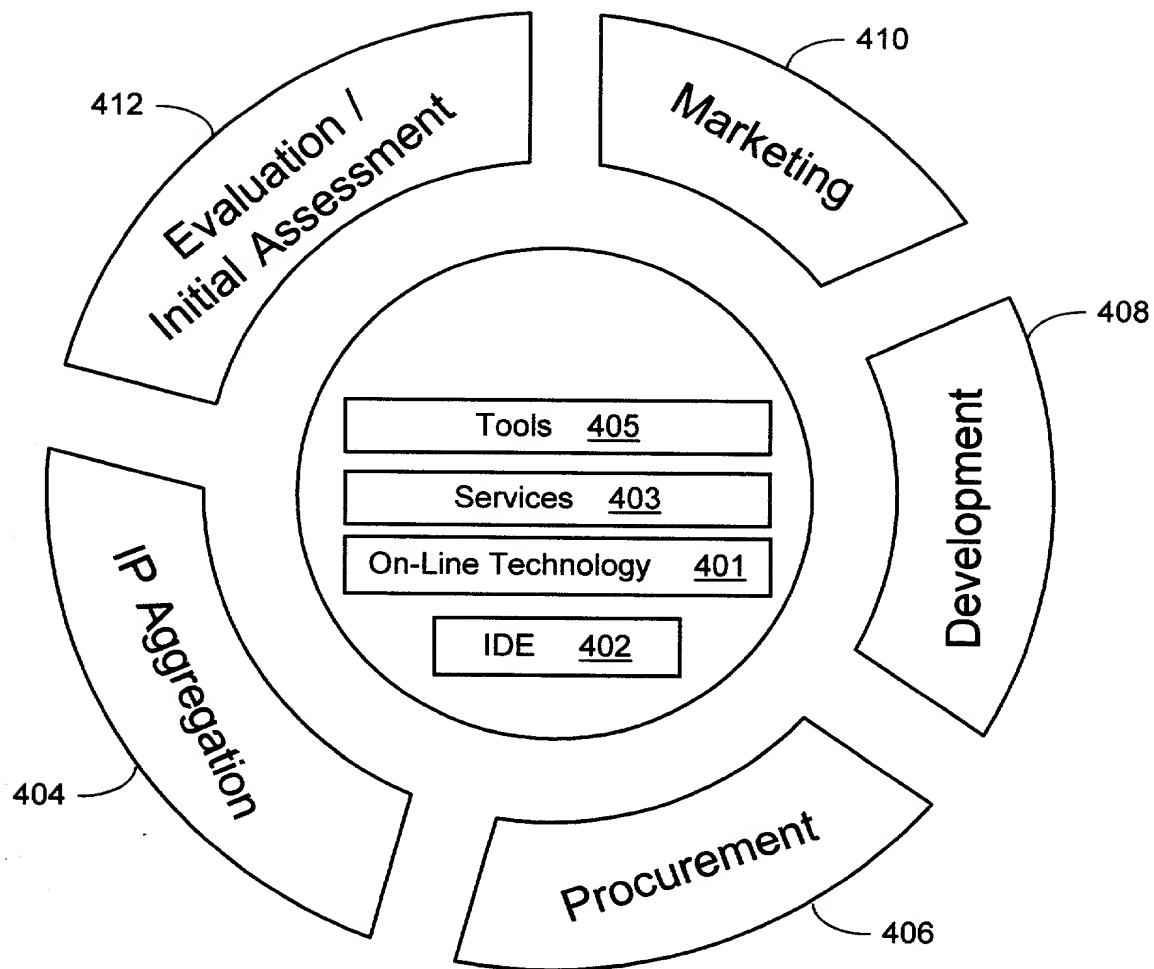 410
Marketing
412
Evaluation /
Initial Assessment
408
Development
Tools 405
Services 403
On-Line Technology 401
IDE 402
IP Aggregation
404
Procurement
406